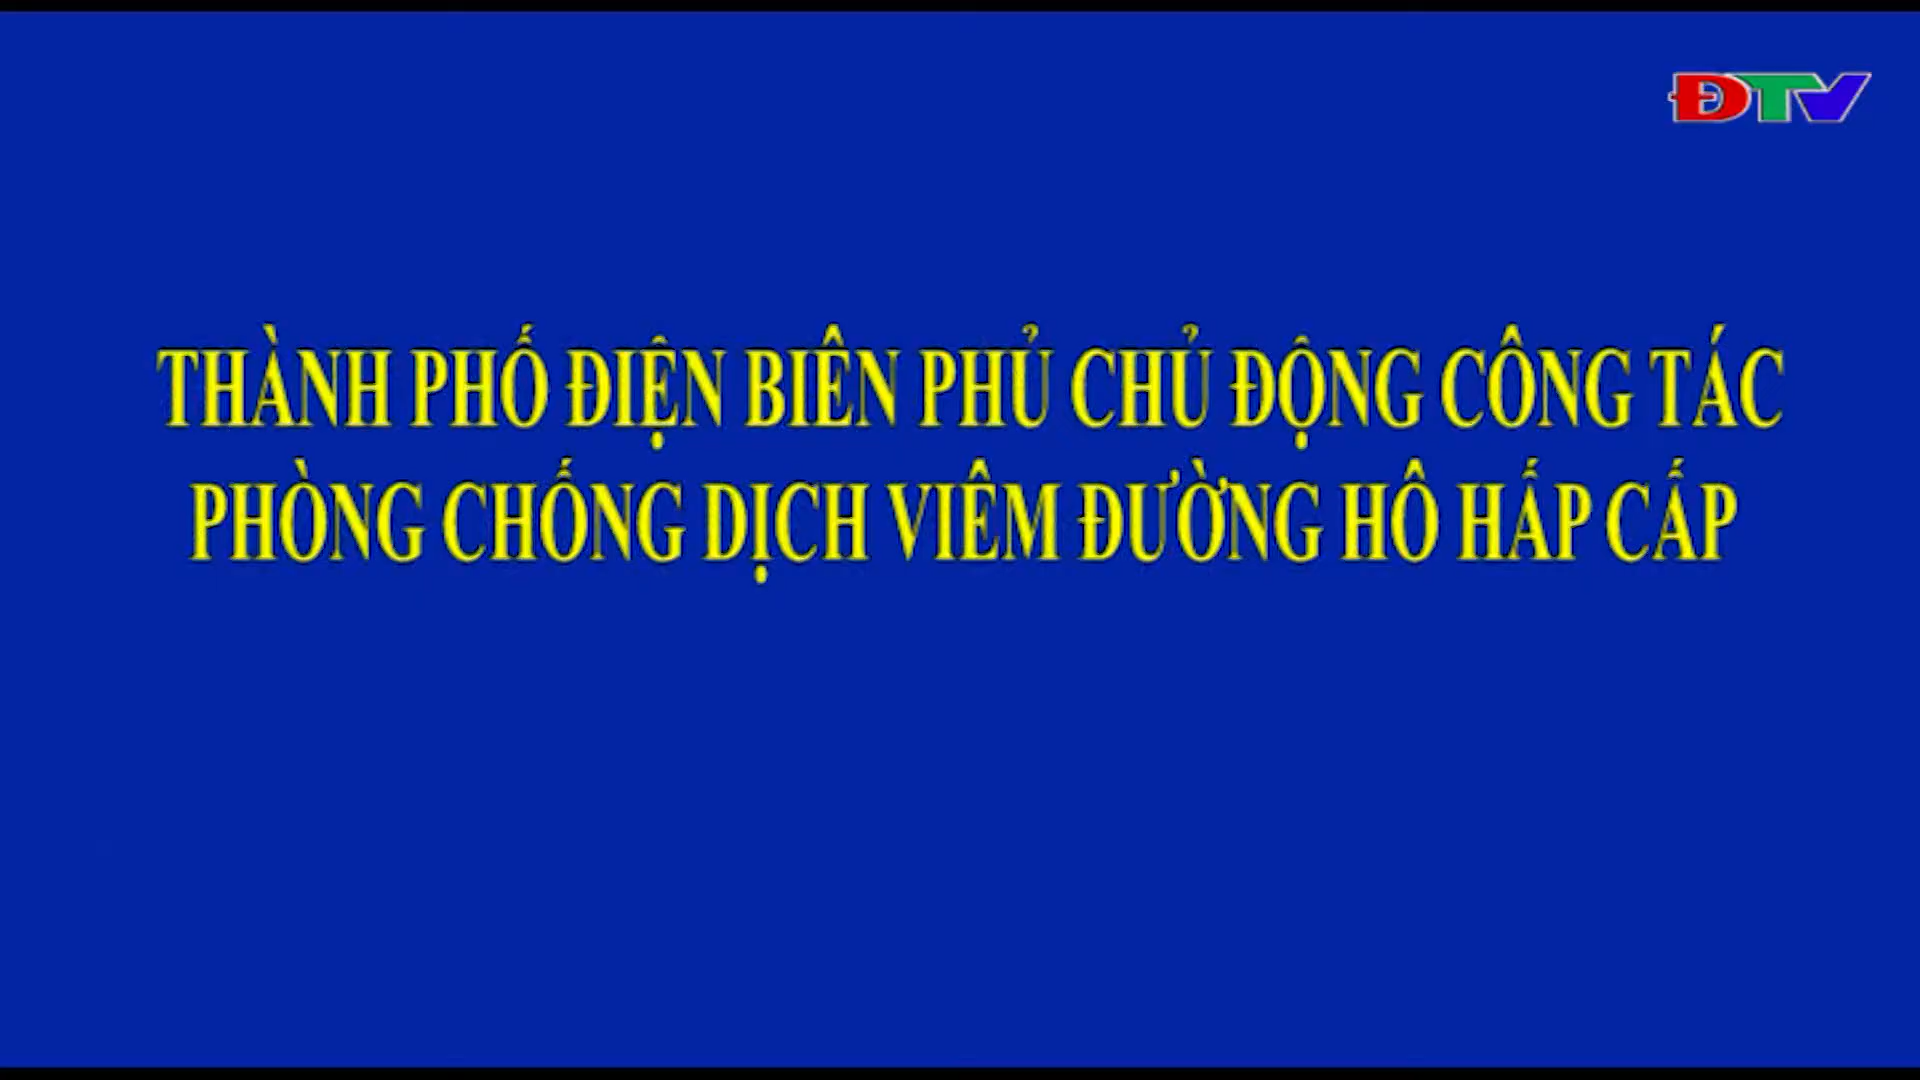 ĐTV
THÀNH PHỐ ĐIỆN BIÊN PHỦ CHỦ ĐỘNG CÔNG TÁC
PHÒNG CHỐNG DỊCH VIÊM ĐƯỜNG HÔ HẤP CẤP